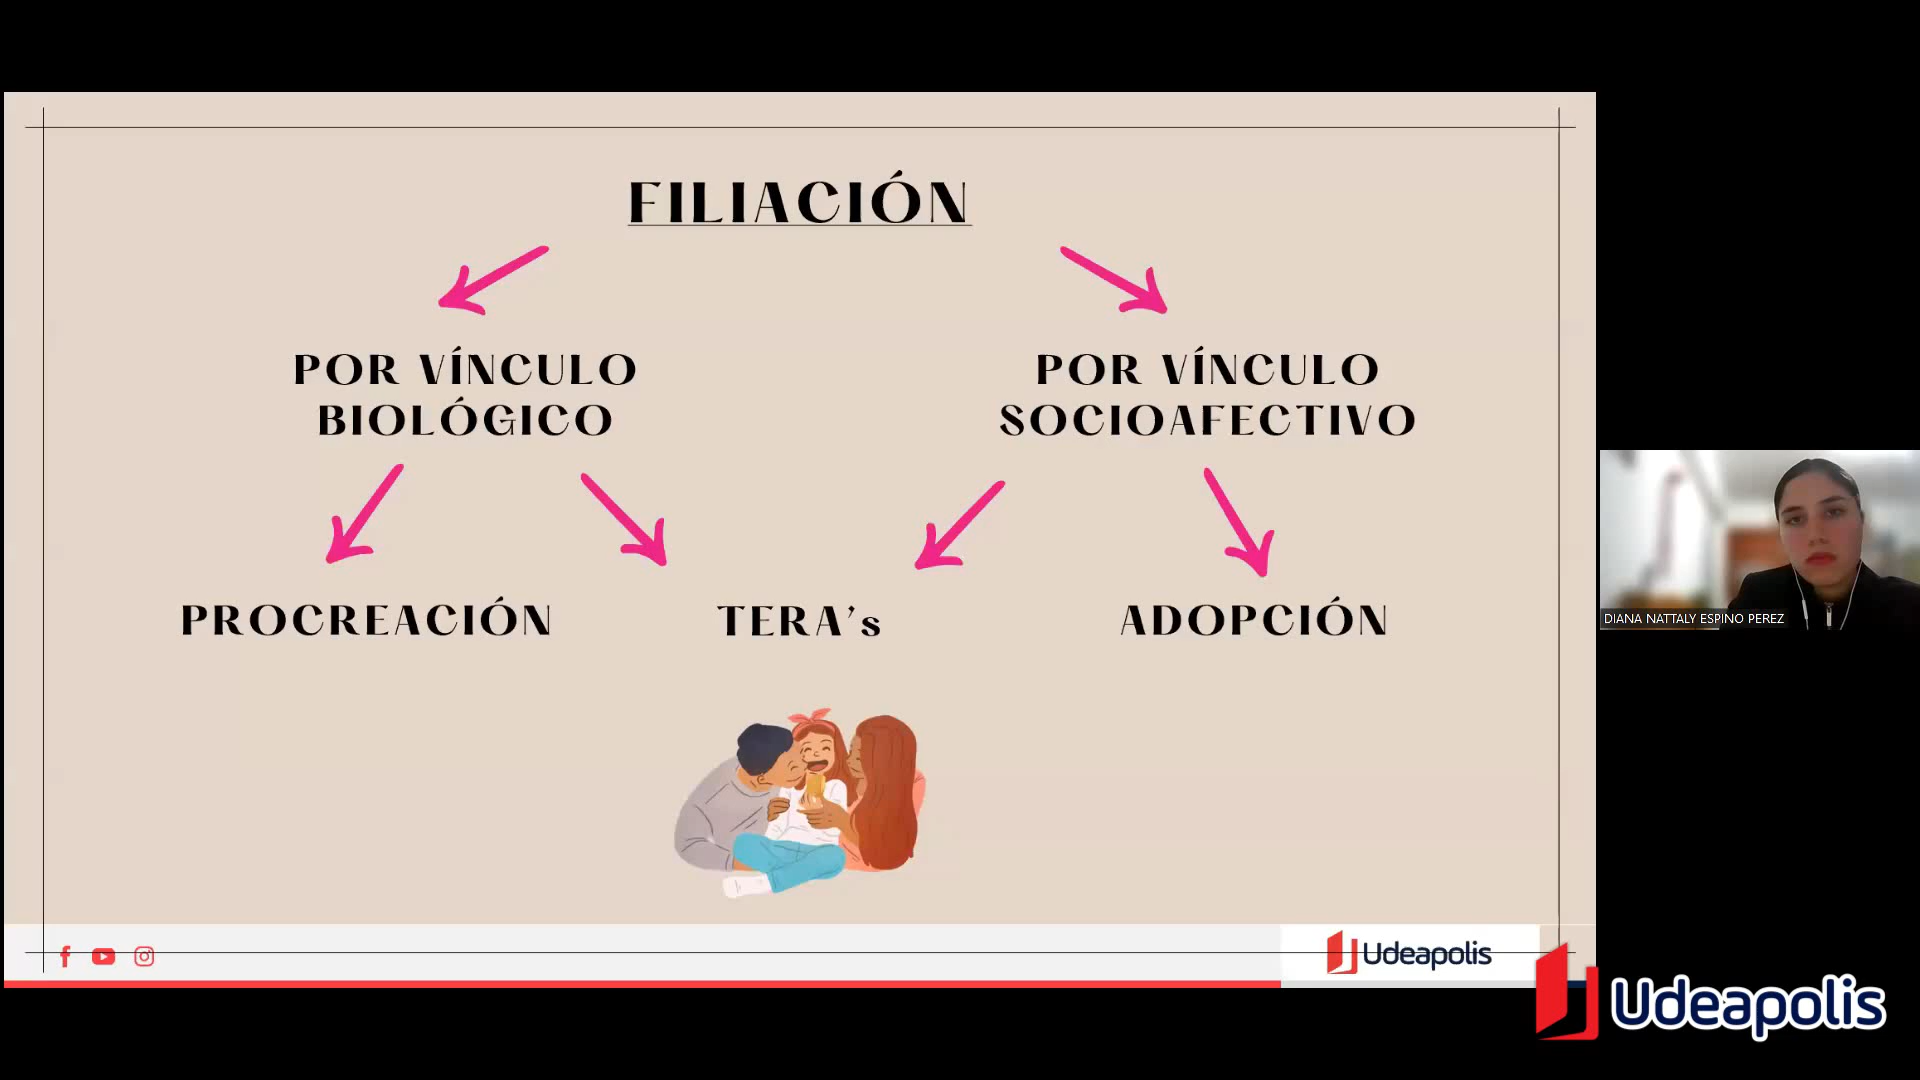 FILIACIÓN
POR VÍNCULO
BIOLÓGICO
POR VÍNCULO
SOCIOAFECTIVO
PROCREACIÓN
TERA's
ADOPCIÓN
DIANA NATTALY ESPINO PEREZ
Udeapolis
Udeapolis